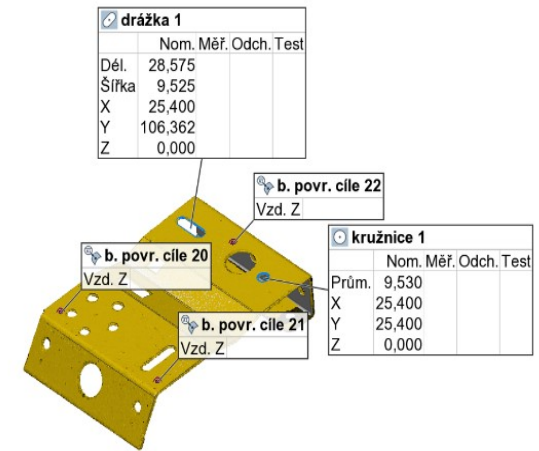 drážka 1
Nom. Měř. Odch. Test
Dél. 28,575
Šířka 9,525
X 25,400
Y 106,362
Z 0,000
b. povr. cíle 22
Vzd. Z
kružnice 1
Nom. Měř. Odch. Test
Prům. 9,530
X 25,400
Y 25,400
Z 0,000
b. povr. cíle 20
Vzd. Z
b. povr. cíle 21
Vzd. Z